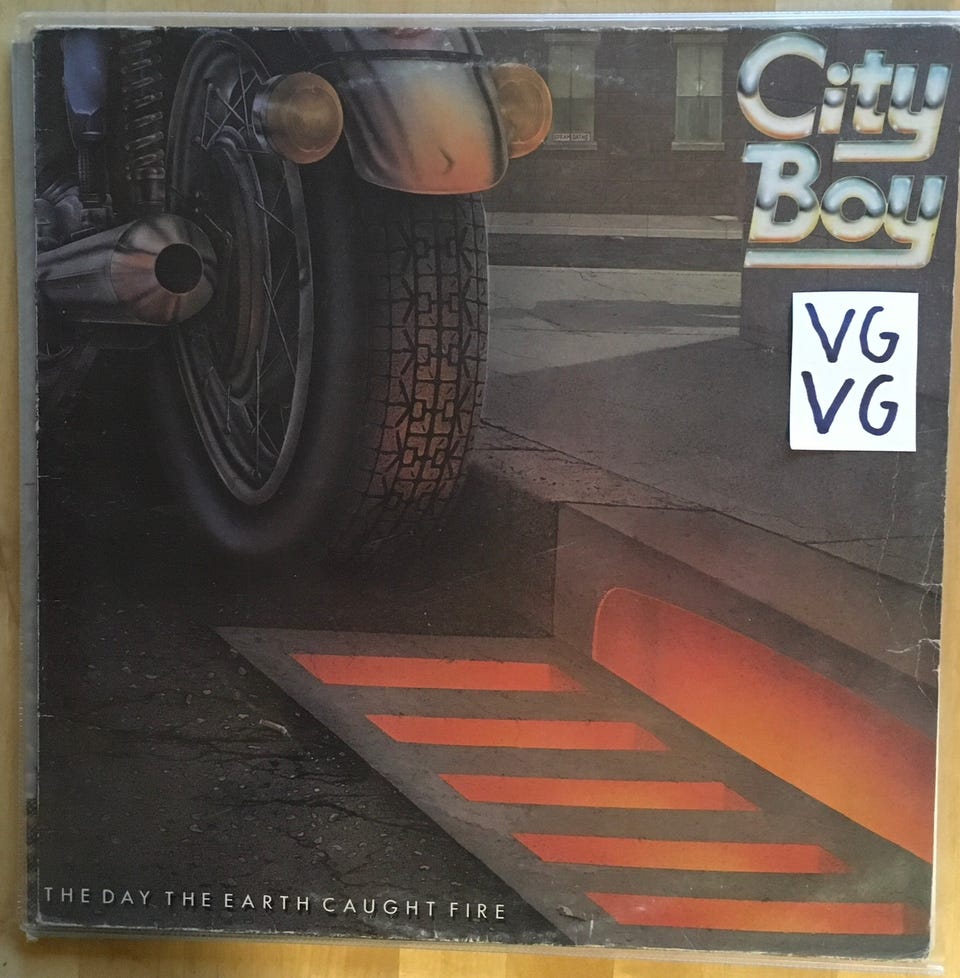 City
Boy
VG
VG
THE DAY THE EARTH CAUGHT FIRE